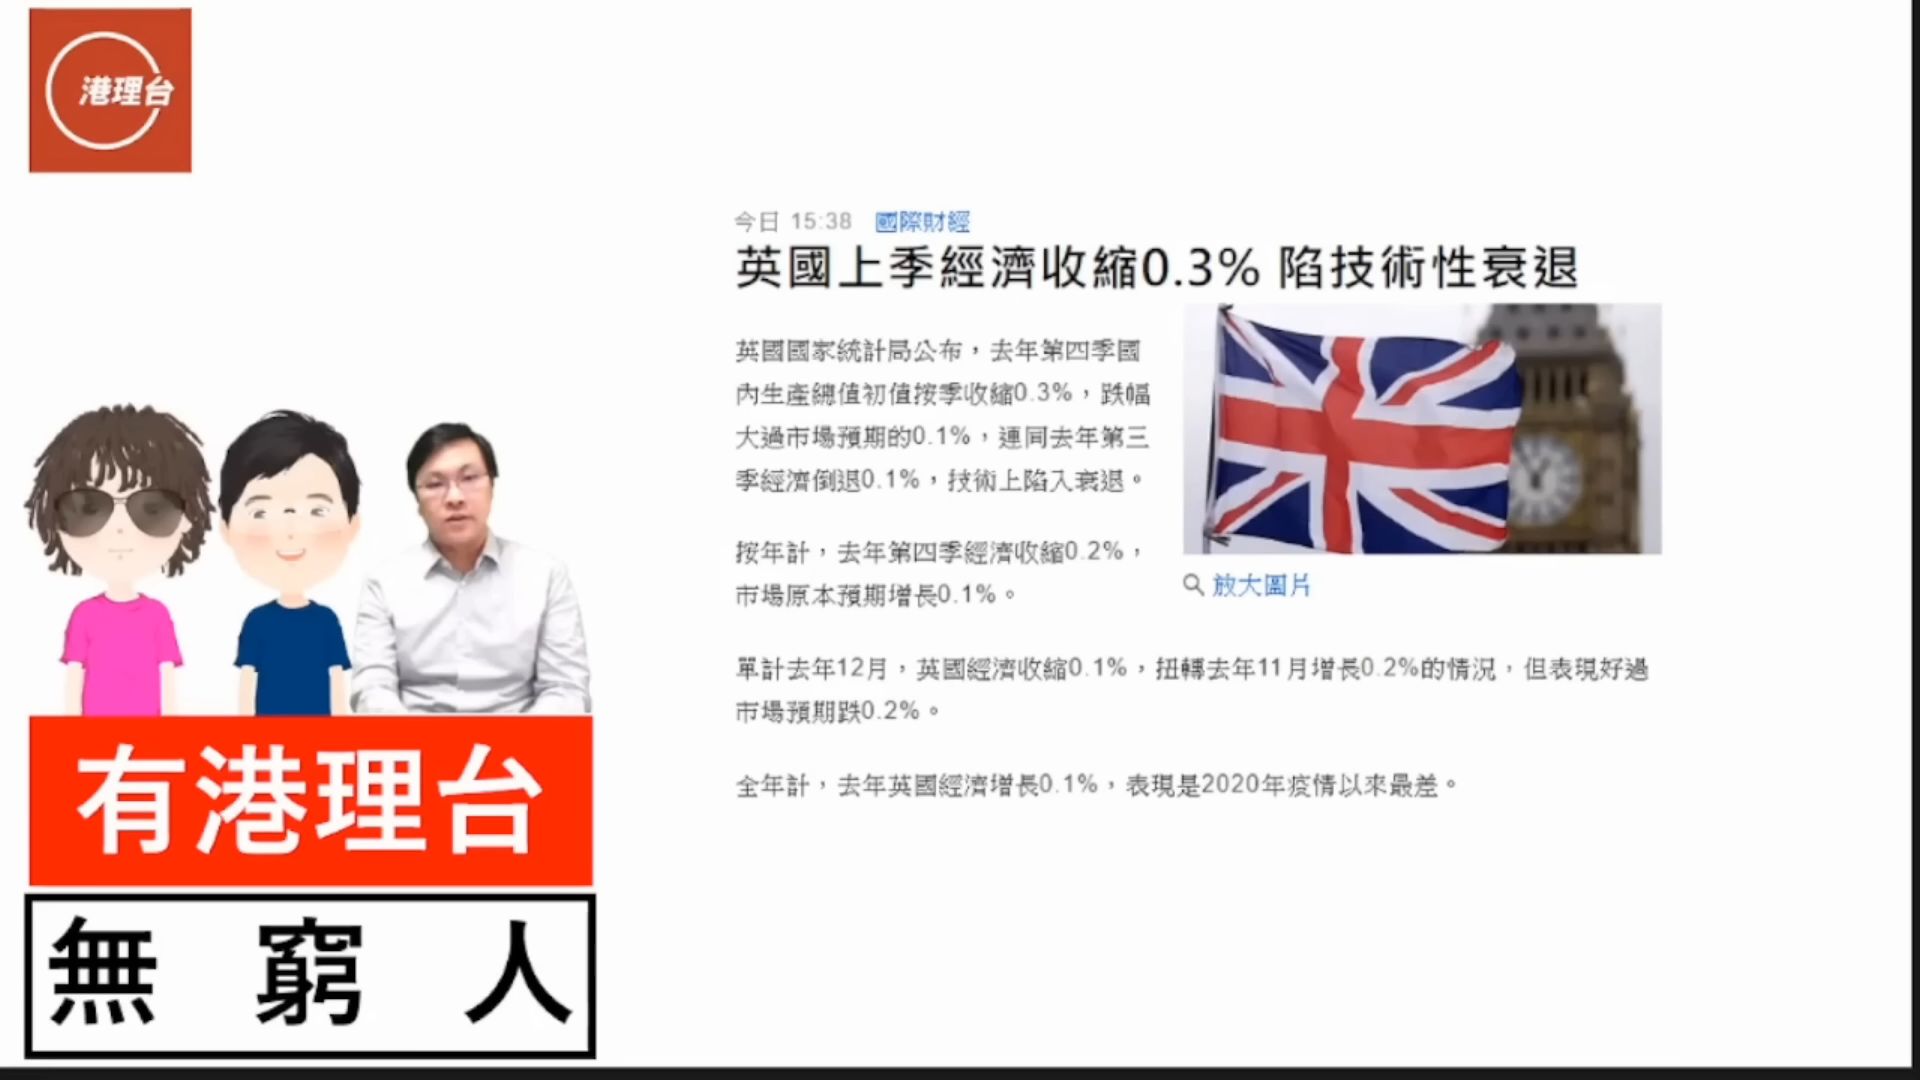 港理台
今日 15:38 國際財經
英國上季經濟收縮0.3% 陷技術性衰退
英國國家統計局公布，去年第四季國
內生產總值初值按季收縮0.3%，跌幅
大過市場預期的0.1%，連同去年第三
季經濟倒退0.1%，技術上陷入衰退。
按年計，去年第四季經濟收縮0.2%，
市場原本預期增長0.1%。
放大圖片
單計去年12月，英國經濟收縮0.1%，扭轉去年11月增長0.2%的情況，但表現好過
市場預期跌0.2%。
全年計，去年英國經濟增長0.1%，表現是2020年疫情以來最差。
有港理台
無窮人